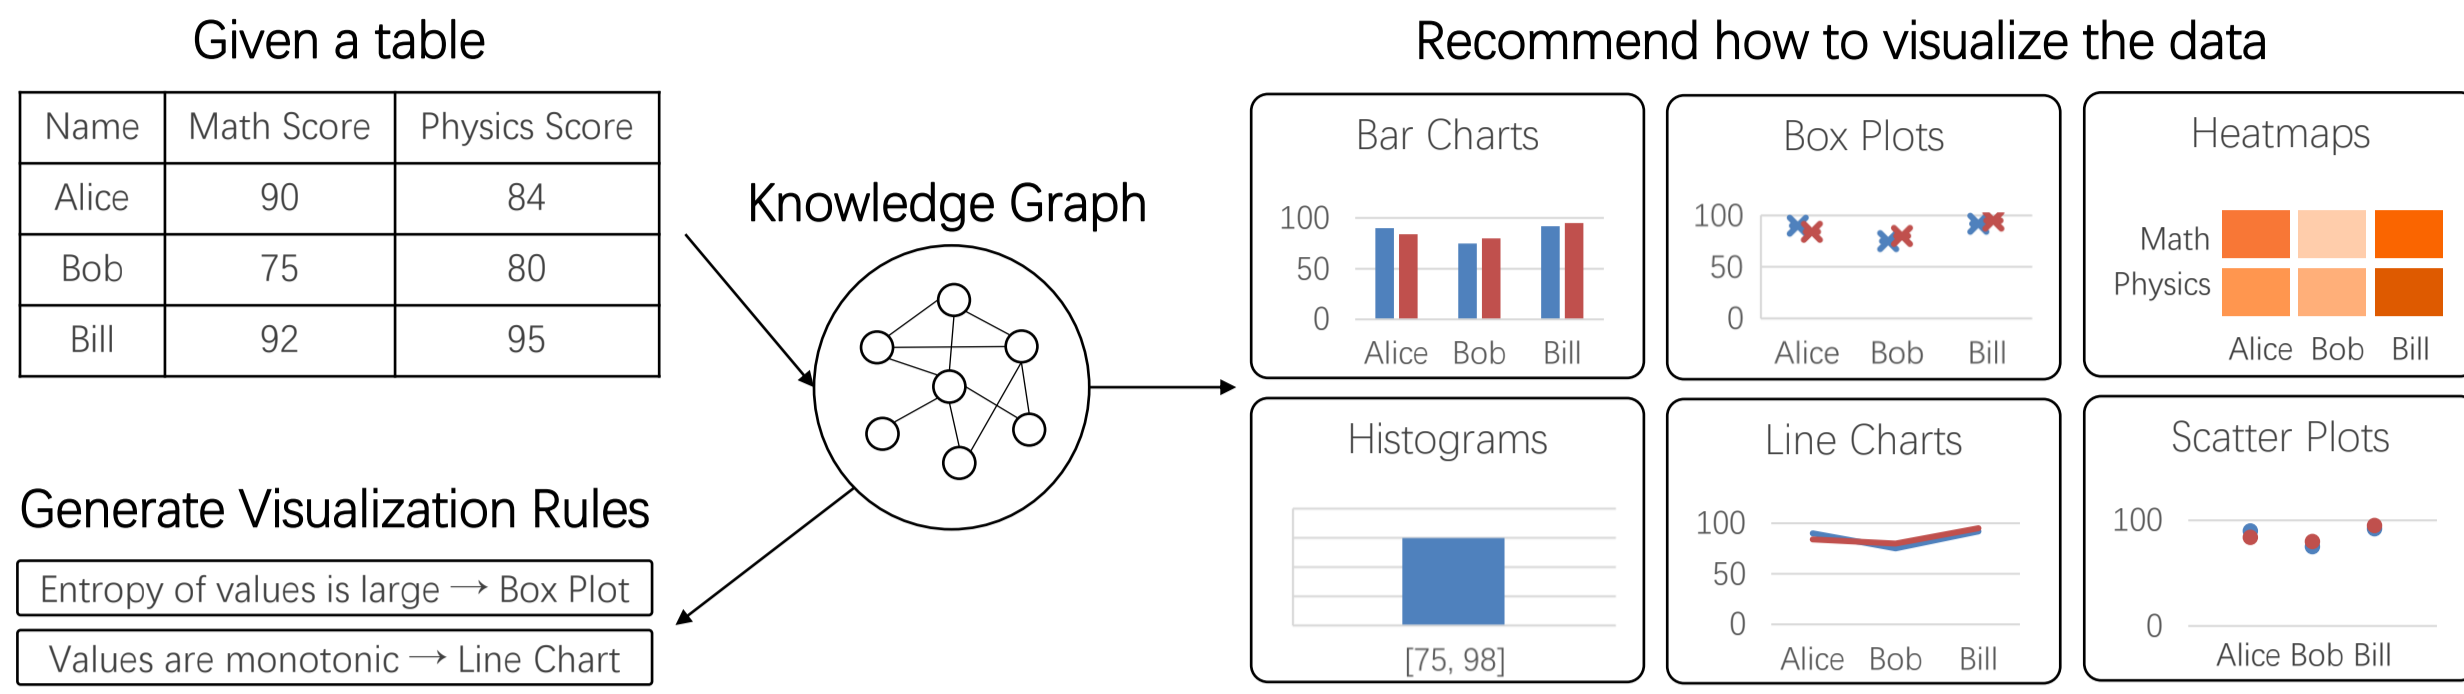 Given a table
Name Math Score Physics Score
Alice 90 84
Bob 75 80
Bill 92 95
Generate Visualization Rules
Entropy of values is large → Box Plot
Values are monotonic → Line Chart
Knowledge Graph
Recommend how to visualize the data
Bar Charts
100
50
0
Alice Bob Bill
Box Plots
100
50
0
Alice Bob Bill
Heatmaps
Math
Physics
Alice Bob Bill
Histograms
[75, 98]
Line Charts
100
50
0
Alice Bob Bill
Scatter Plots
100
0
Alice Bob Bill